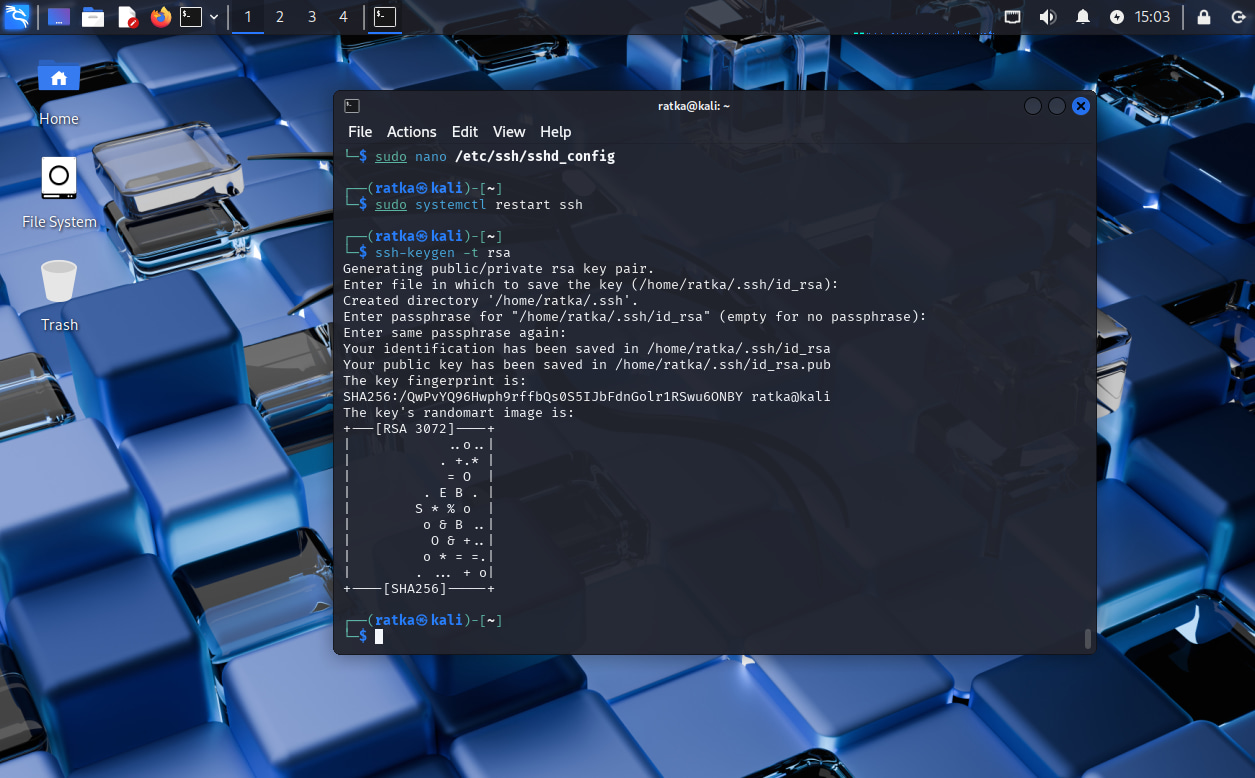 1 2 3 4
15:03
Home
File System
Trash
ratka@kali: ~
File Actions Edit View Help
└─$ sudo nano /etc/ssh/sshd_config
┌──(ratka㉿kali)-[~]
└─$ sudo systemctl restart ssh
┌──(ratka㉿kali)-[~]
└─$ ssh-keygen -t rsa
Generating public/private rsa key pair.
Enter file in which to save the key (/home/ratka/.ssh/id_rsa):
Created directory '/home/ratka/.ssh'.
Enter passphrase for "/home/ratka/.ssh/id_rsa" (empty for no passphrase):
Enter same passphrase again:
Your identification has been saved in /home/ratka/.ssh/id_rsa
Your public key has been saved in /home/ratka/.ssh/id_rsa.pub
The key fingerprint is:
SHA256:/QwPvYQ96Hwph9rffbQs0S5IJbFdnGolr1RSwu6ONBY ratka@kali
The key's randomart image is:
+---[RSA 3072]----+
|            ..o..|
|           . +.* |
|            = O  |
|         . E B . |
|        S * % o  |
|         o & B ..|
|          O & +..|
|         o * = =.|
|        . ... + o|
+----[SHA256]-----+
┌──(ratka㉿kali)-[~]
└─$